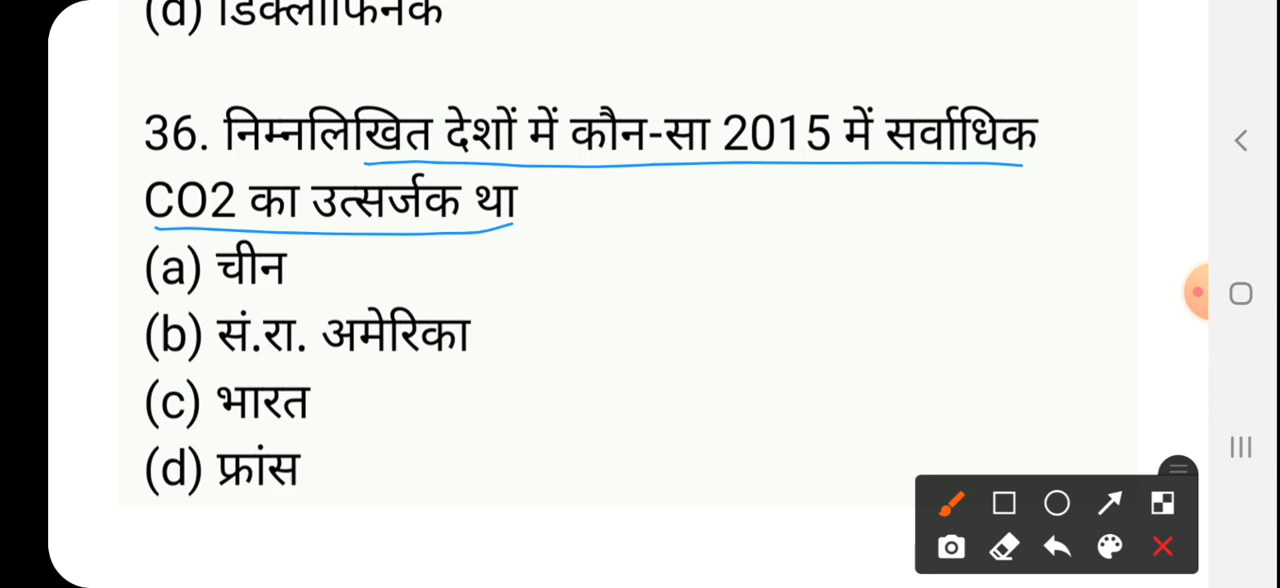 (d) डिक्लोफिनेक
36. निम्नलिखित देशों में कौन-सा 2015 में सर्वाधिक
CO2 का उत्सर्जक था
(a) चीन
(b) सं.रा. अमेरिका
(c) भारत
(d) फ्रांस